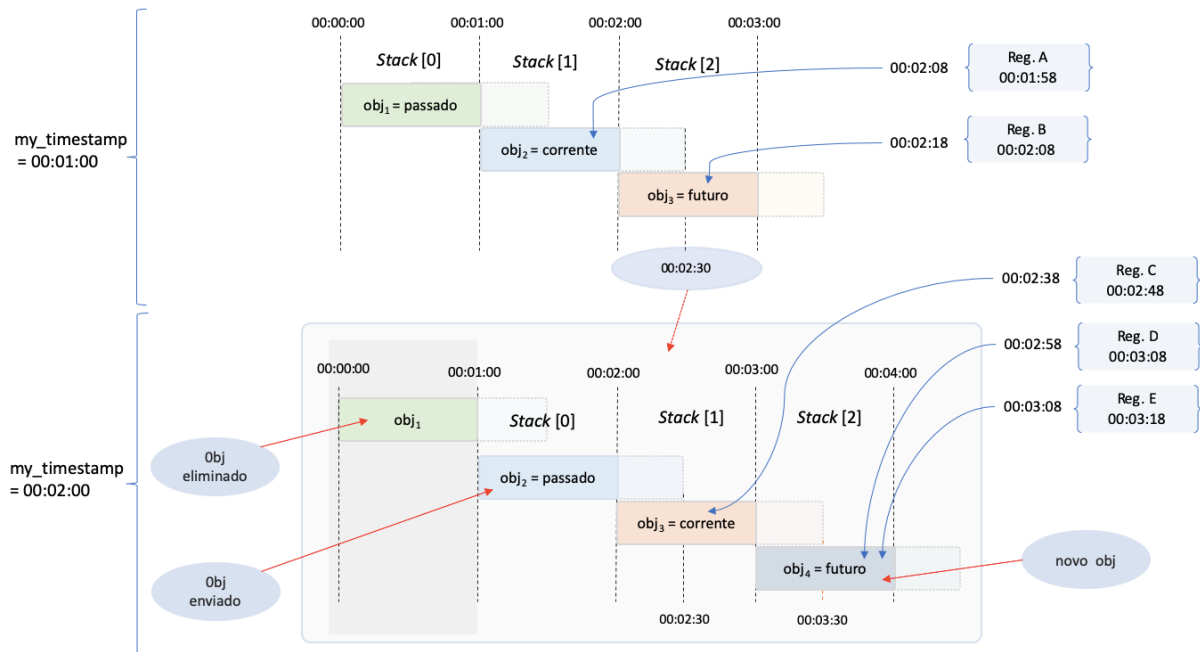 00:00:00
00:01:00
00:02:00
00:03:00
Stack [0]
Stack [1]
Stack [2]
00:02:08
Reg. A
00:01:58
obj1 = passado
my_timestamp
= 00:01:00
obj2 = corrente
00:02:18
Reg. B
00:02:08
obj3 = futuro
00:02:30
00:02:38
Reg. C
00:02:48
00:02:58
Reg. D
00:03:08
00:00:00
00:01:00
00:02:00
00:03:00
00:04:00
00:03:08
Reg. E
00:03:18
obj1
Stack [0]
Stack [1]
Stack [2]
0bj
eliminado
my_timestamp
= 00:02:00
obj2 = passado
obj3 = corrente
obj4 = futuro
novo obj
0bj
enviado
00:02:30
00:03:30